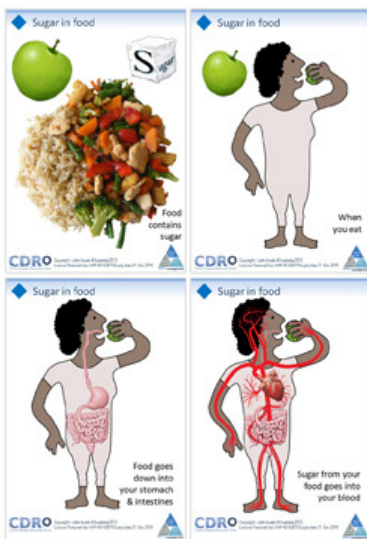 Sugar in food
S
Sugar
Food
contains
sugar
CDRO
Sugar in food
When
you eat
CDRO
Sugar in food
Food goes
down into
your stomach
& intestines
CDRO
Sugar in food
Sugar from your
food goes into
your blood
CDRO